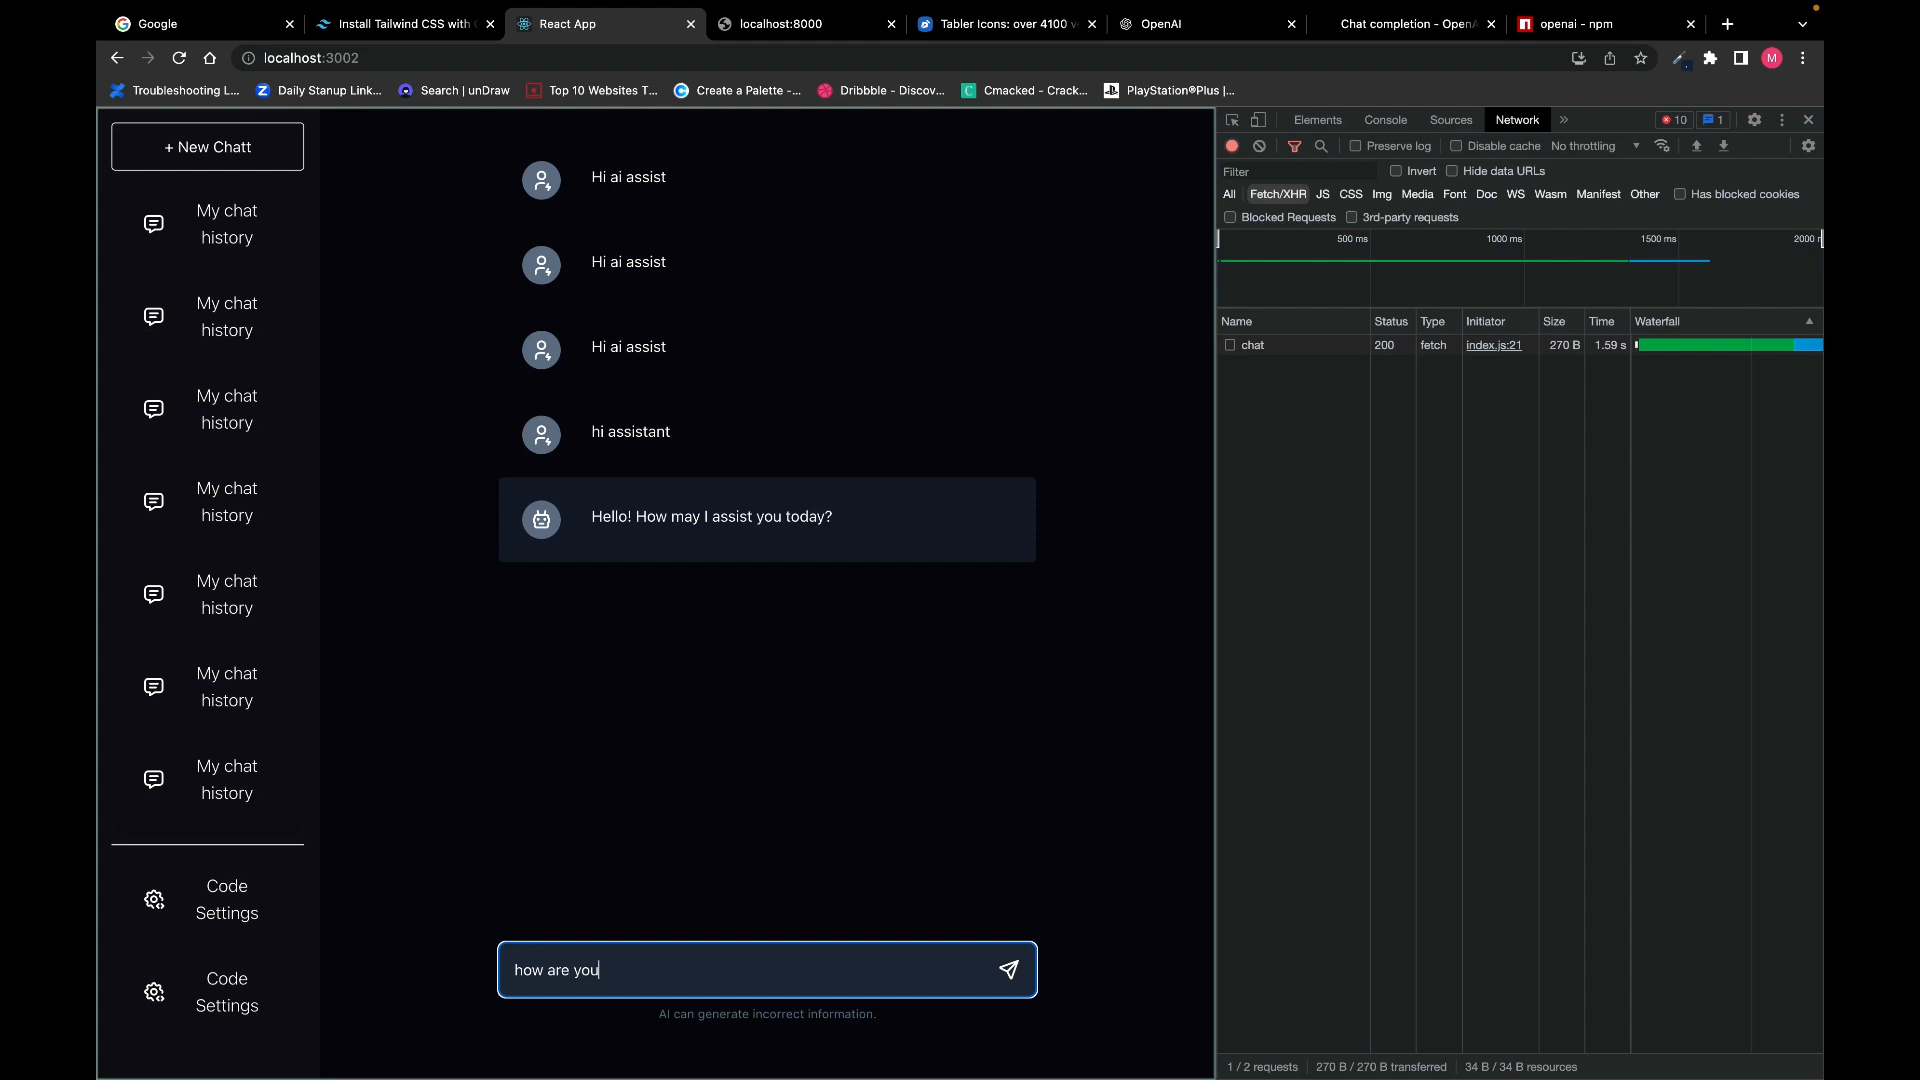 Google
Install Tailwind CSS with
React App
localhost:8000
Tabler Icons: over 4100
OpenAI
Chat completion - Open
openai - npm
localhost:3002
M
Troubleshooting L...
Daily Stanup Link...
Search | unDraw
Top 10 Websites T...
Create a Palette -...
Dribbble - Discov...
Cmacked - Crack...
PlayStation®Plus |...
+ New Chatt
My chat
history
My chat
history
My chat
history
My chat
history
My chat
history
My chat
history
My chat
history
Code
Settings
Code
Settings
Hi ai assist
Hi ai assist
Hi ai assist
hi assistant
Hello! How may I assist you today?
how are you
AI can generate incorrect information.
Elements Console Sources Network » 10 1
Preserve log Disable cache No throttling
Filter Invert Hide data URLs
All Fetch/XHR JS CSS Img Media Font Doc WS Wasm Manifest Other Has blocked cookies
Blocked Requests 3rd-party requests
500 ms 1000 ms 1500 ms 2000
Name Status Type Initiator Size Time Waterfall
chat 200 fetch index.js:21 270 B 1.59 s
1 / 2 requests 270 B / 270 B transferred 34 B / 34 B resources